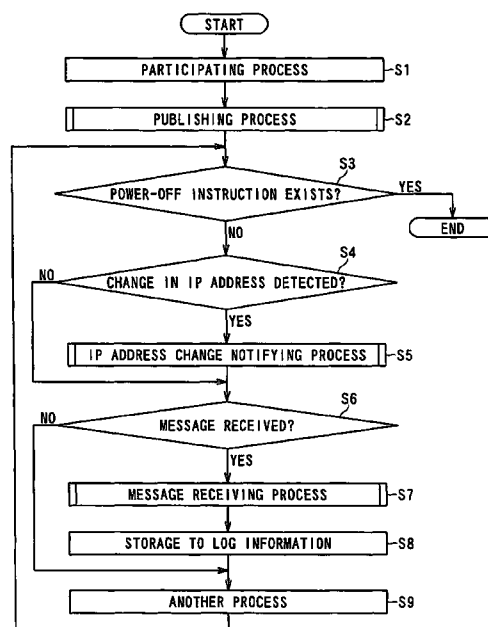 START
PARTICIPATING PROCESS
S1
PUBLISHING PROCESS
S2
S3
POWER-OFF INSTRUCTION EXISTS?
YES
END
NO
S4
NO
CHANGE IN IP ADDRESS DETECTED?
YES
IP ADDRESS CHANGE NOTIFYING PROCESS
S5
S6
NO
MESSAGE RECEIVED?
YES
MESSAGE RECEIVING PROCESS
S7
STORAGE TO LOG INFORMATION
S8
ANOTHER PROCESS
S9